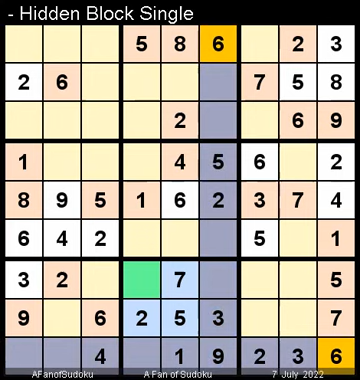 - Hidden Block Single
5 8 6 2 3
2 6 7 5 8
2 6 9
1 4 5 6 2
8 9 5 1 6 2 3 7 4
6 4 2 5 1
3 2 7 5
9 6 2 5 3 7
4 1 9 2 3 6
AFanofSudoku A Fan of Sudoku 7 July 2022